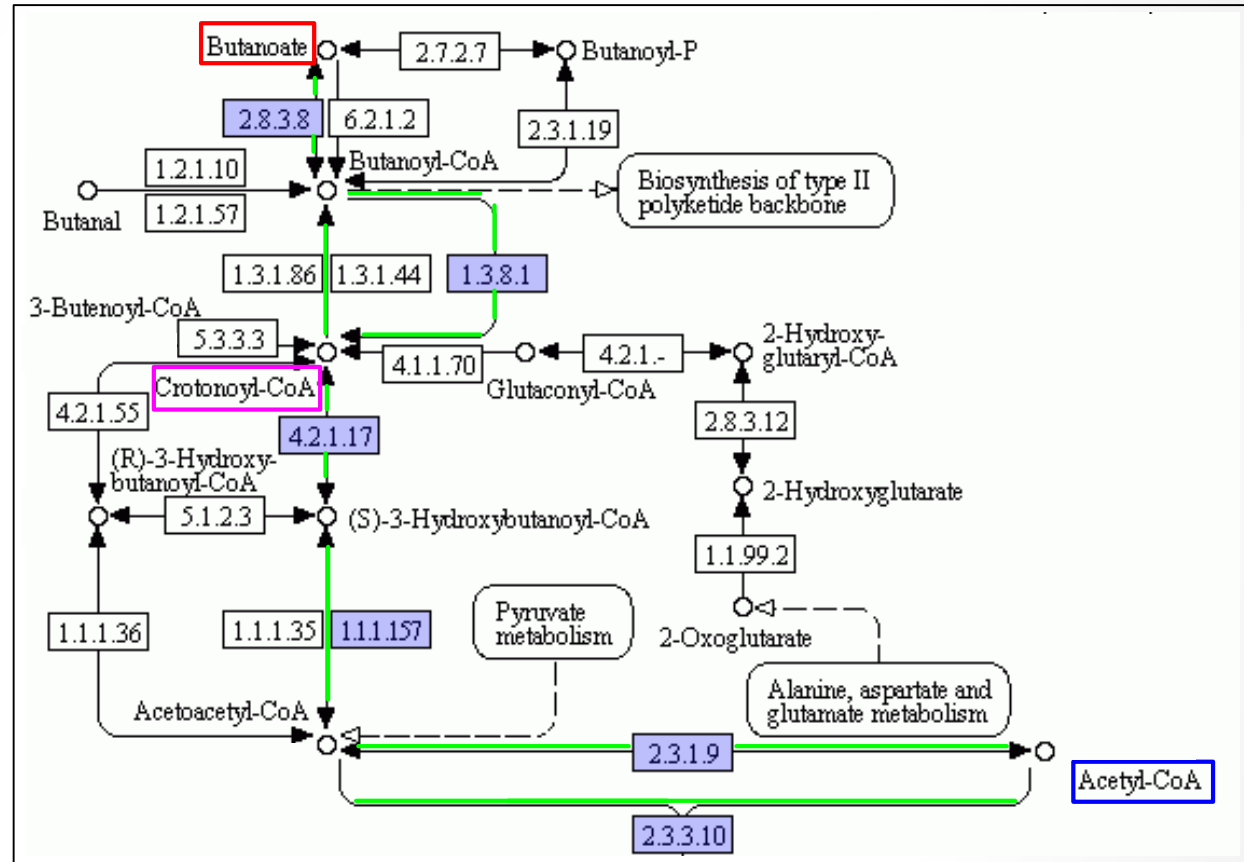 Butanoate
2.7.2.7
Butanoyl-P
2.8.3.8
6.2.1.2
2.3.1.19
1.2.1.10
Butanoyl-CoA
Butanal
1.2.1.57
Biosynthesis of type II
polyketide backbone
1.3.1.86
1.3.1.44
1.3.8.1
3-Butenoyl-CoA
5.3.3.3
4.1.1.70
4.2.1.-
2-Hydroxy-
glutaryl-CoA
Crotonoyl-CoA
Glutaconyl-CoA
4.2.1.55
4.2.1.17
2.8.3.12
(R)-3-Hydroxy-
butanoyl-CoA
5.1.2.3
(S)-3-Hydroxybutanoyl-CoA
2-Hydroxyglutarate
1.1.99.2
1.1.1.36
1.1.1.35
1.1.1.157
Pyruvate
metabolism
2-Oxoglutarate
Alanine, aspartate and
glutamate metabolism
Acetoacetyl-CoA
2.3.1.9
Acetyl-CoA
2.3.3.10